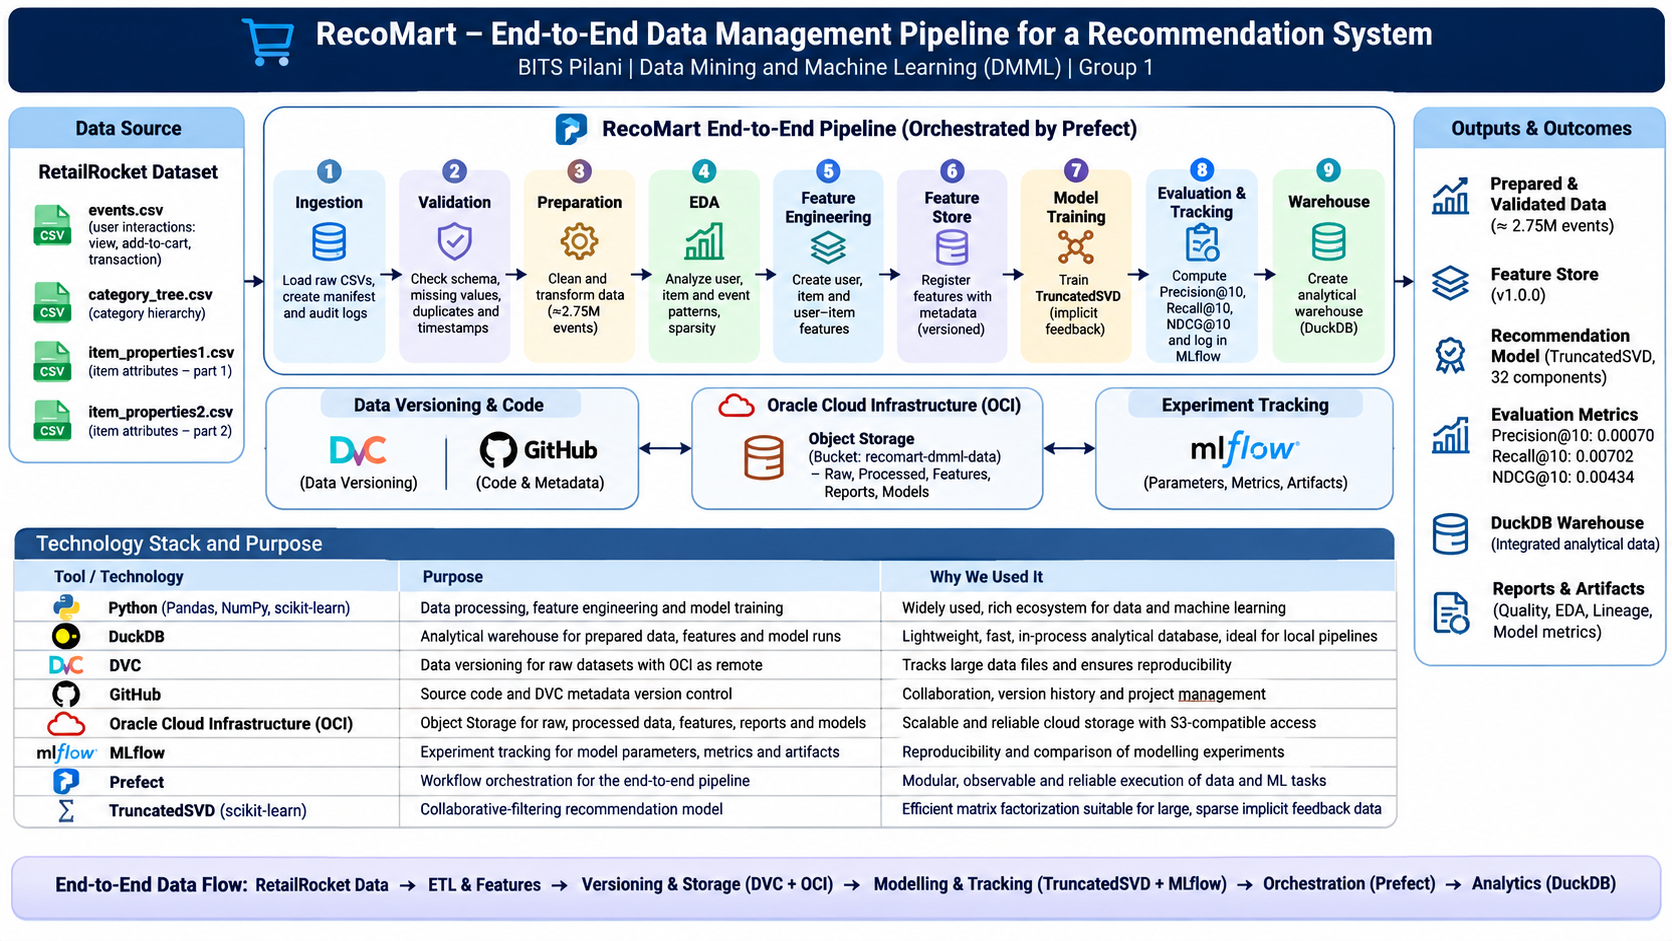 RecoMart – End-to-End Data Management Pipeline for a Recommendation System
BITS Pilani | Data Mining and Machine Learning (DMML) | Group 1
Data Source
RetailRocket Dataset
CSV
events.csv
(user interactions:
view, add-to-cart,
transaction)
CSV
category_tree.csv
(category hierarchy)
CSV
item_properties1.csv
(item attributes – part 1)
CSV
item_properties2.csv
(item attributes – part 2)
RecoMart End-to-End Pipeline (Orchestrated by Prefect)
1
Ingestion
Load raw CSVs,
create manifest
and audit logs
2
Validation
Check schema,
missing values,
duplicates and
timestamps
3
Preparation
Clean and
transform data
(≈2.75M
events)
4
EDA
Analyze user,
item and event
patterns,
sparsity
5
Feature
Engineering
Create user,
item and
user–item
features
6
Feature
Store
Register
features with
metadata
(versioned)
7
Model
Training
Train
TruncatedSVD
(implicit
feedback)
8
Evaluation &
Tracking
Compute
Precision@10,
Recall@10,
NDCG@10
and log in
MLflow
9
Warehouse
Create
analytical
warehouse
(DuckDB)
Data Versioning & Code
DVC
(Data Versioning)
GitHub
(Code & Metadata)
Oracle Cloud Infrastructure (OCI)
Object Storage
(Bucket: recomart-dmml-data)
– Raw, Processed, Features,
Reports, Models
Experiment Tracking
mlflow
(Parameters, Metrics, Artifacts)
Outputs & Outcomes
Prepared &
Validated Data
(≈ 2.75M events)
Feature Store
(v1.0.0)
Recommendation
Model (TruncatedSVD,
32 components)
Evaluation Metrics
Precision@10: 0.00070
Recall@10: 0.00702
NDCG@10: 0.00434
DuckDB Warehouse
(Integrated analytical data)
Reports & Artifacts
(Quality, EDA, Lineage,
Model metrics)
Technology Stack and Purpose
Tool / Technology Purpose Why We Used It
Python (Pandas, NumPy, scikit-learn) Data processing, feature engineering and model training Widely used, rich ecosystem for data and machine learning
DuckDB Analytical warehouse for prepared data, features and model runs Lightweight, fast, in-process analytical database, ideal for local pipelines
DVC DVC Data versioning for raw datasets with OCI as remote Tracks large data files and ensures reproducibility
GitHub Source code and DVC metadata version control Collaboration, version history and project management
Oracle Cloud Infrastructure (OCI) Object Storage for raw, processed data, features, reports and models Scalable and reliable cloud storage with S3-compatible access
mlflow MLflow Experiment tracking for model parameters, metrics and artifacts Reproducibility and comparison of modelling experiments
Prefect Workflow orchestration for the end-to-end pipeline Modular, observable and reliable execution of data and ML tasks
Σ TruncatedSVD (scikit-learn) Collaborative-filtering recommendation model Efficient matrix factorization suitable for large, sparse implicit feedback data
End-to-End Data Flow: RetailRocket Data → ETL & Features → Versioning & Storage (DVC + OCI) → Modelling & Tracking (TruncatedSVD + MLflow) → Orchestration (Prefect) → Analytics (DuckDB)